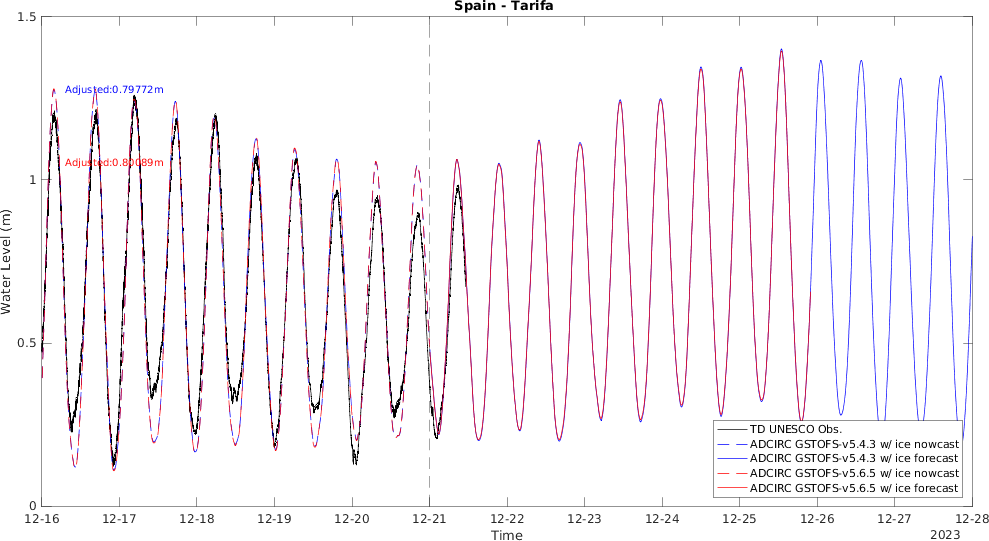 Spain - Tarifa
1.5
Adjusted:0.79772m
Adjusted:0.80089m
1
0.5
0
Water Level (m)
TD UNESCO Obs.
ADCIRC GSTOFS-v5.4.3 w/ ice nowcast
ADCIRC GSTOFS-v5.4.3 w/ ice forecast
ADCIRC GSTOFS-v5.6.5 w/ ice nowcast
ADCIRC GSTOFS-v5.6.5 w/ ice forecast
12-16 12-17 12-18 12-19 12-20 12-21 12-22 12-23 12-24 12-25 12-26 12-27 12-28
Time
2023